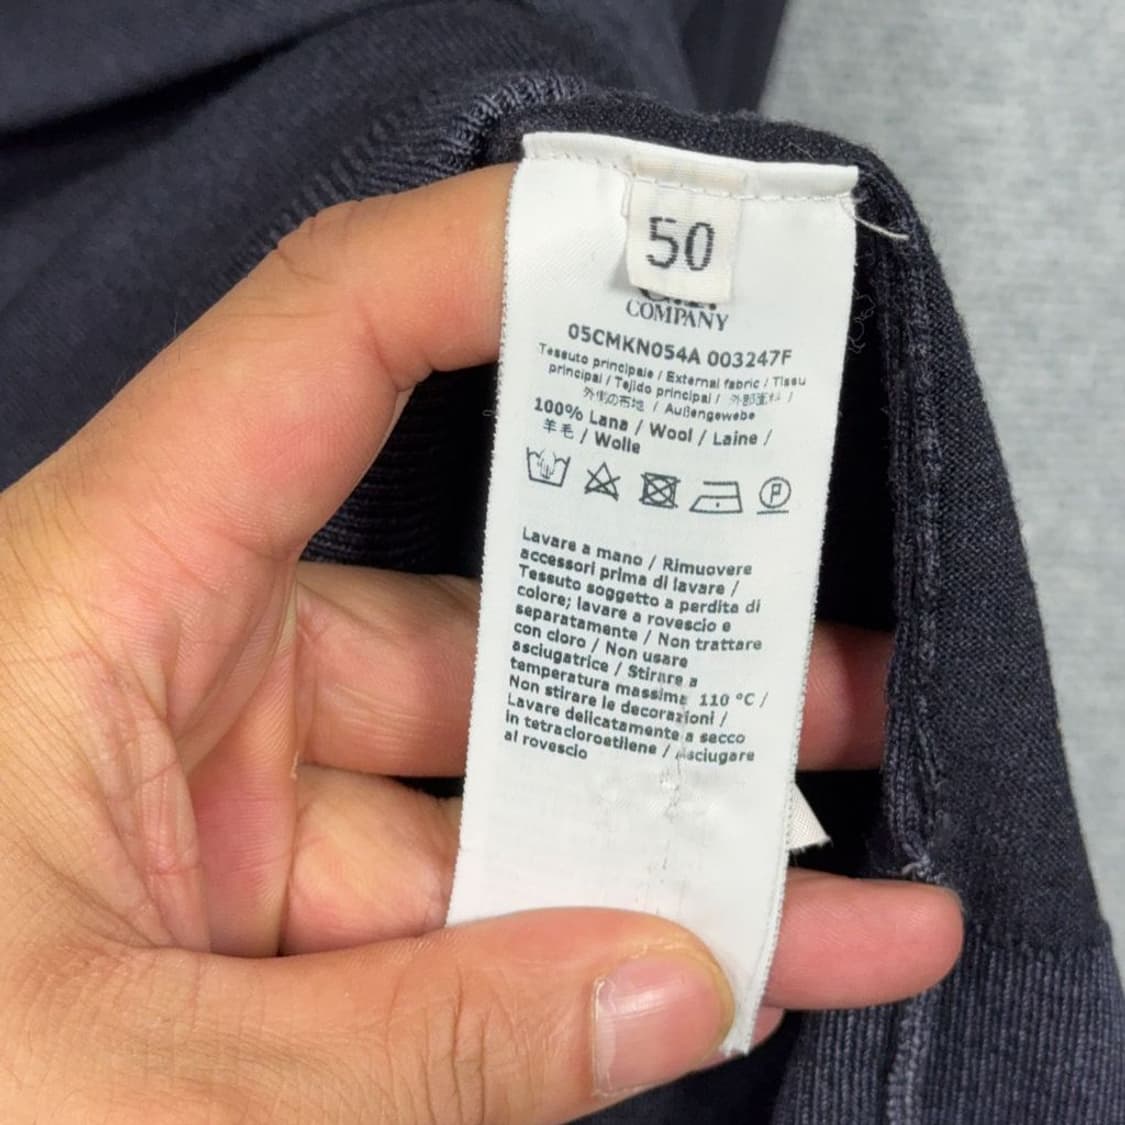 50
COMPANY
05CMKN054A 003247F
Tessuto principale / External fabric / Tissu
principal / Tejido principal / 外部面料 /
外側の布地 / Außengewebe
100% Lana / Wool / Laine /
羊毛 / Wolle
P
Lavare a mano / Rimuovere
accessori prima di lavare /
Tessuto soggetto a perdita di
colore; lavare a rovescio e
separatamente / Non trattare
con cloro / Non usare
asciugatrice / Stirare a
temperatura massima 110 °C /
Non stirare le decorazioni /
Lavare delicatamente a secco
in tetracloroetilene / Asciugare
al rovescio